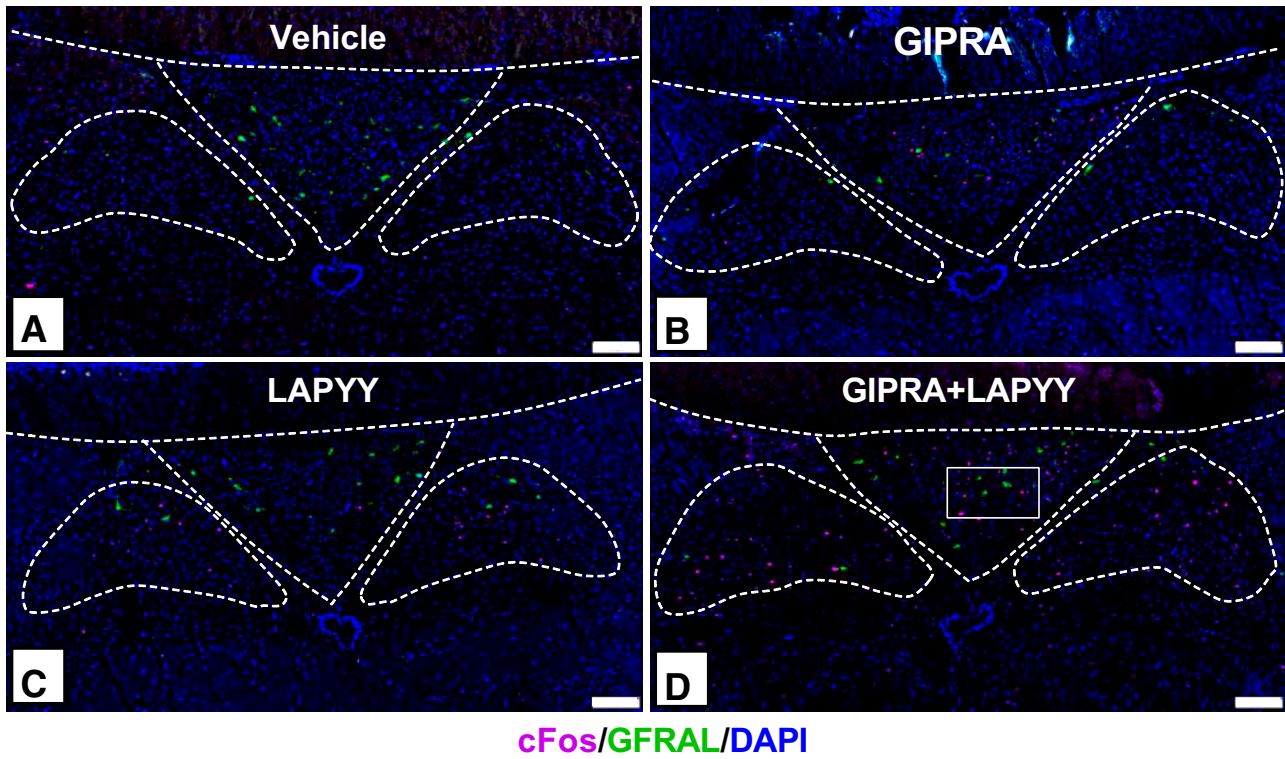 Vehicle
A
GIPRA
B
LAPYY
C
GIPRA+LAPYY
D
cFos/GFRAL/DAPI